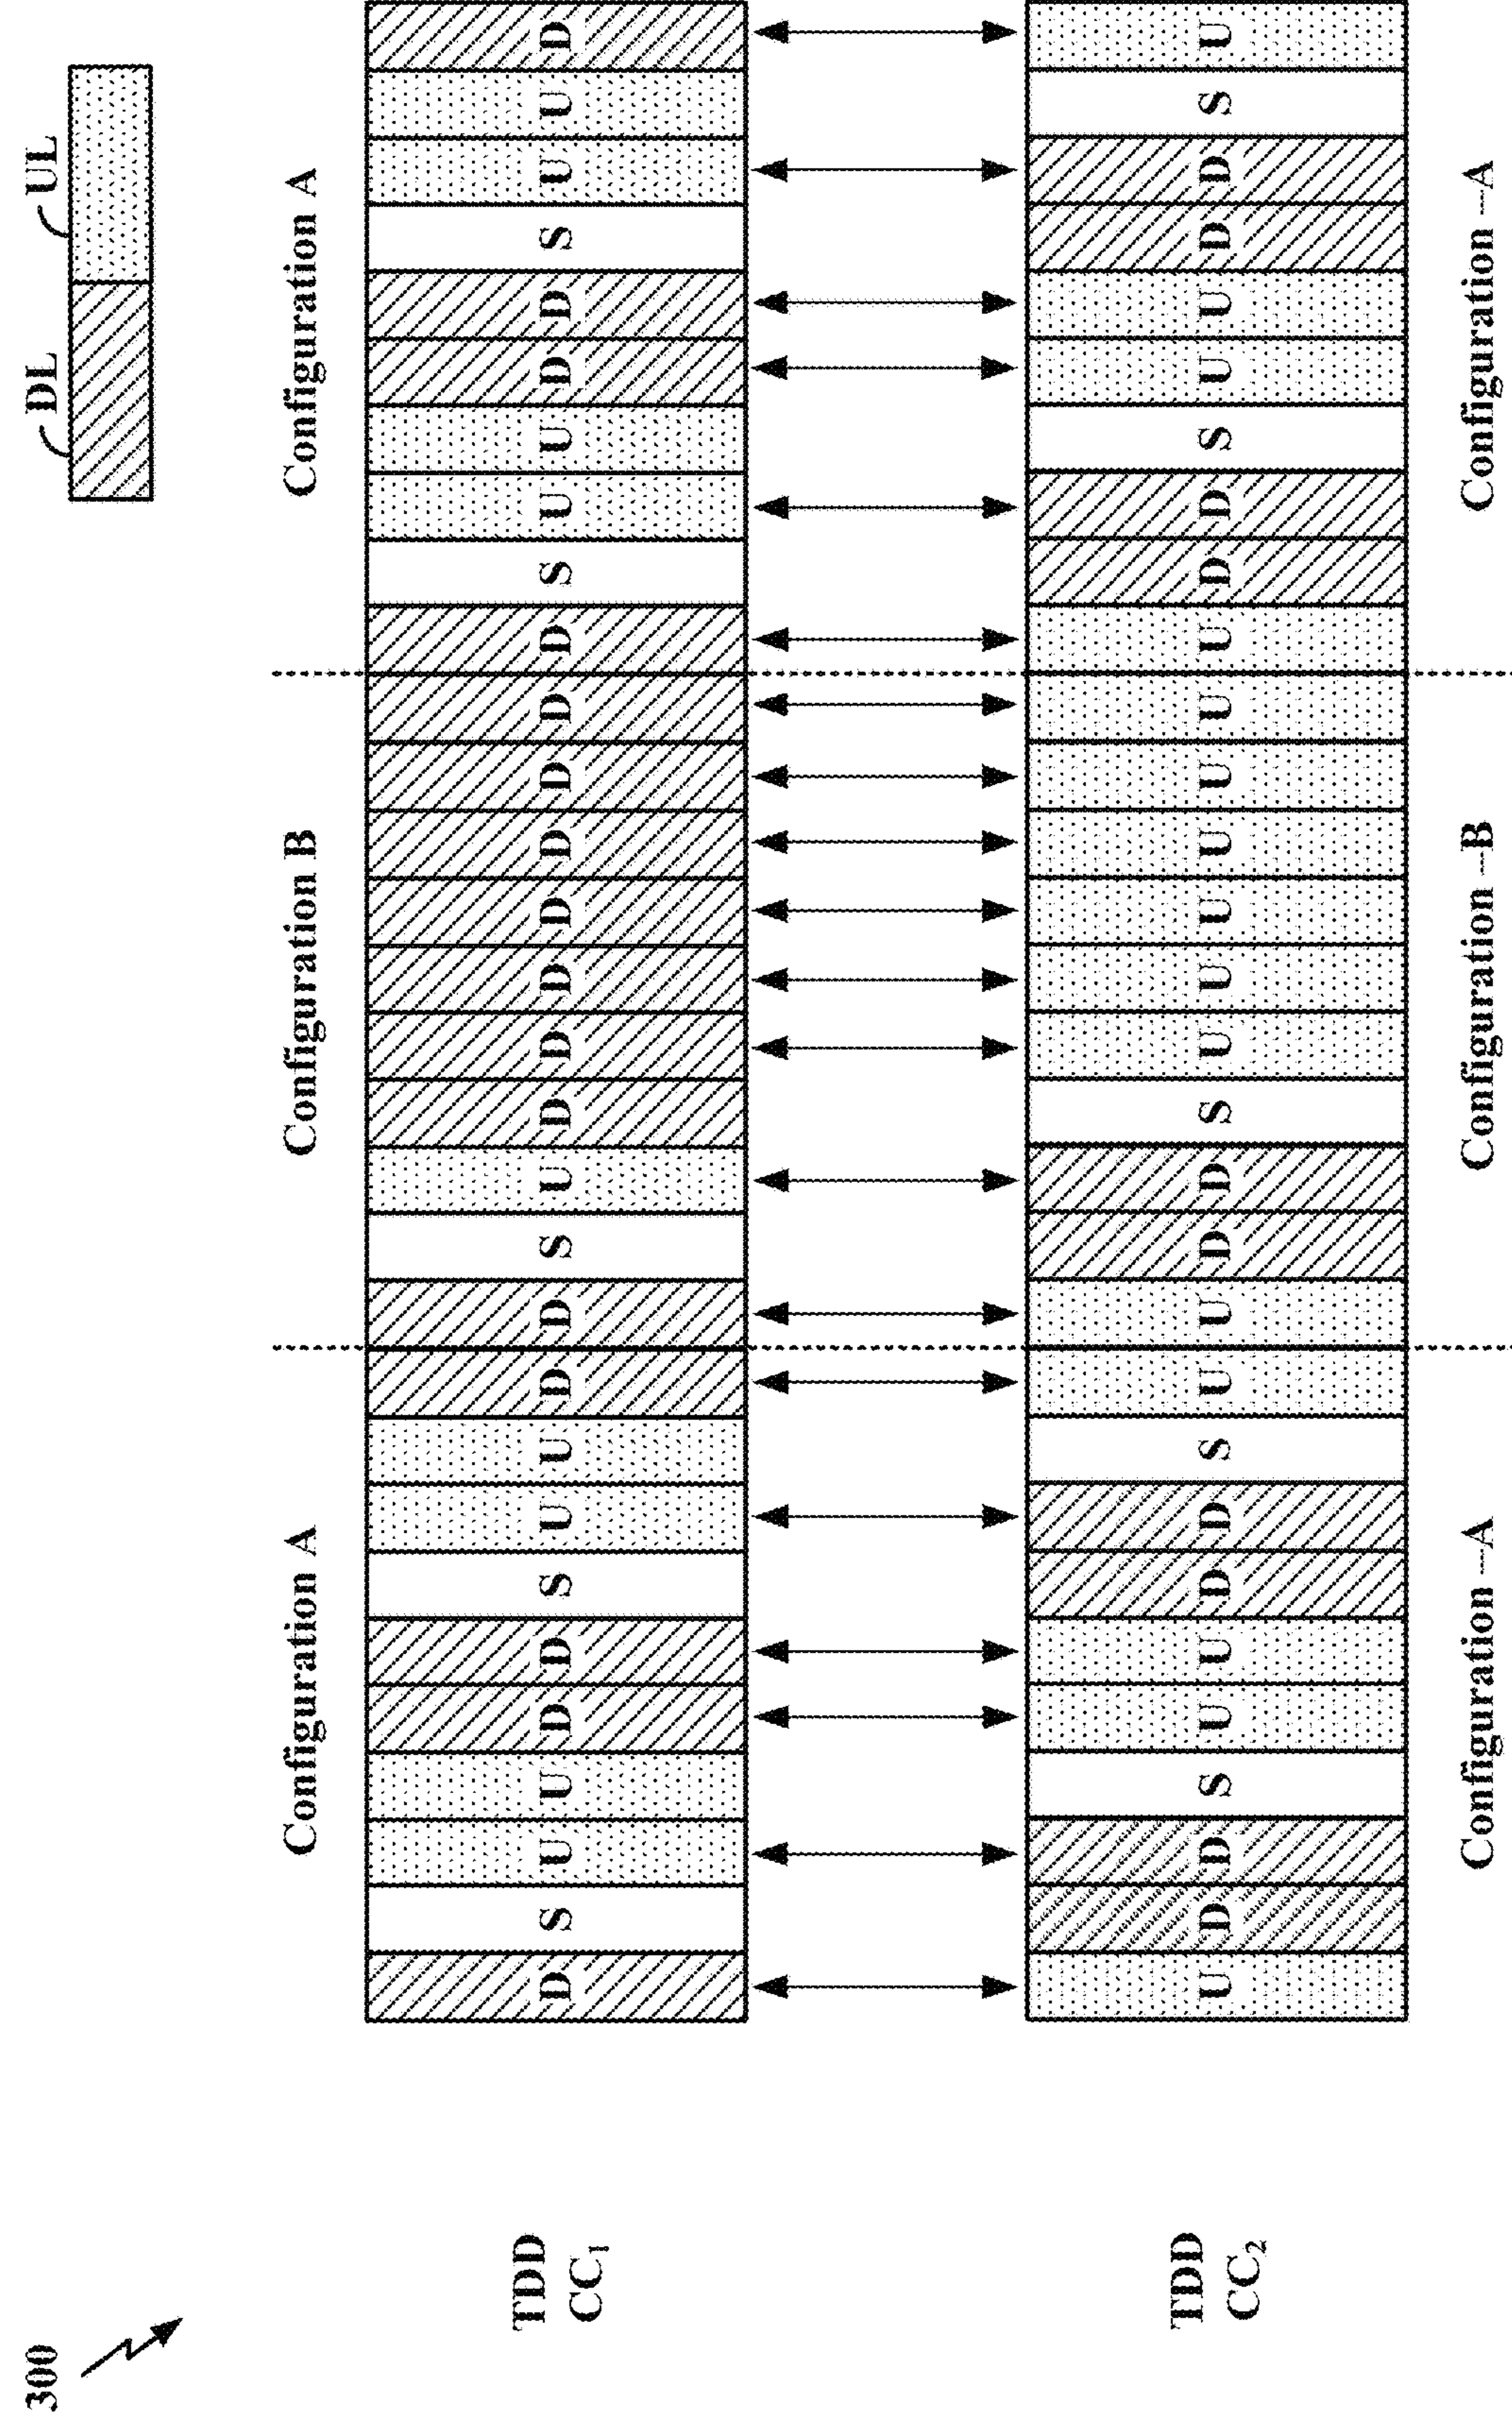 300
DL UL
Configuration A Configuration B Configuration A
TDD
CC₁
D S U U D D S U U D D S U D D D D D D D D S U U D D S U U D
TDD
CC₂
U D D S U U D D S U U D D S U U U U U U U D D S U U D D S U
Configuration –A Configuration –B Configuration –A